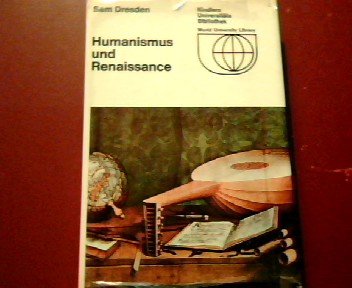 Sam Dresden
Kindlers
Universitäts
Bibliothek
World University Library
Humanismus
und
Renaissance